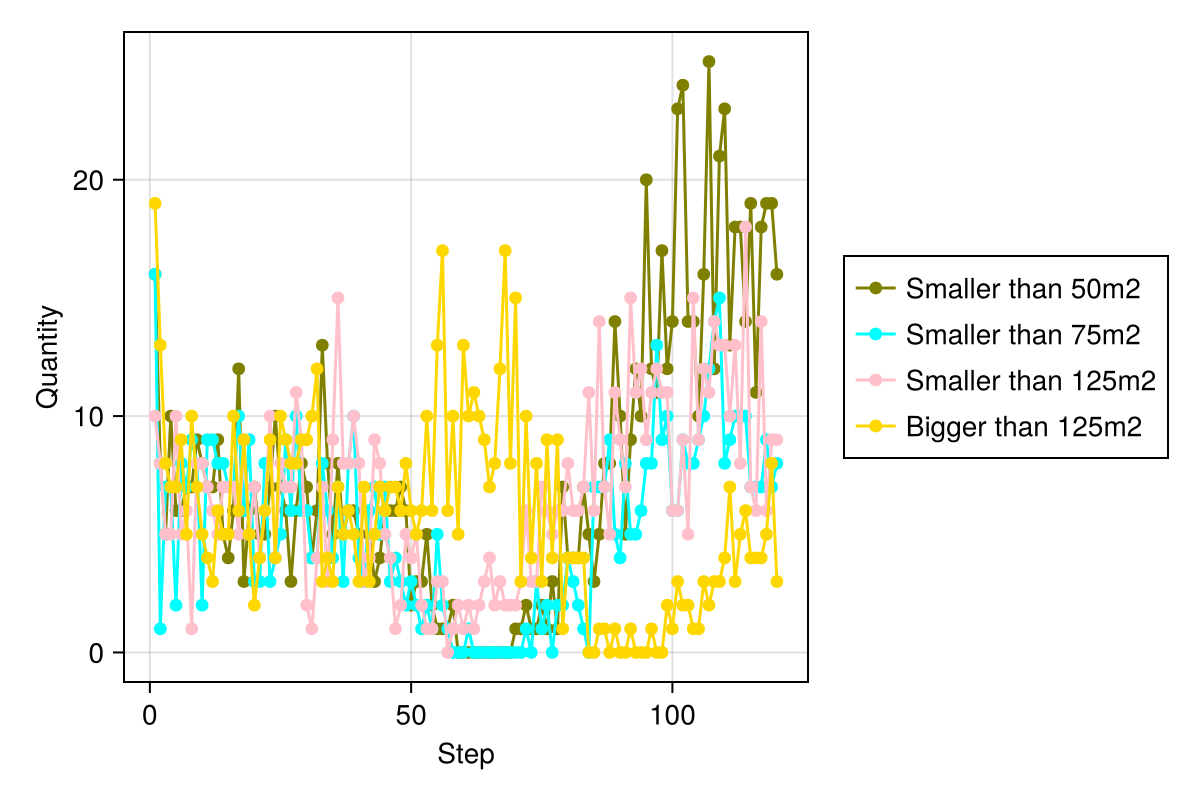 20
10
0
Quantity
0
50
100
Step
Smaller than 50m2
Smaller than 75m2
Smaller than 125m2
Bigger than 125m2